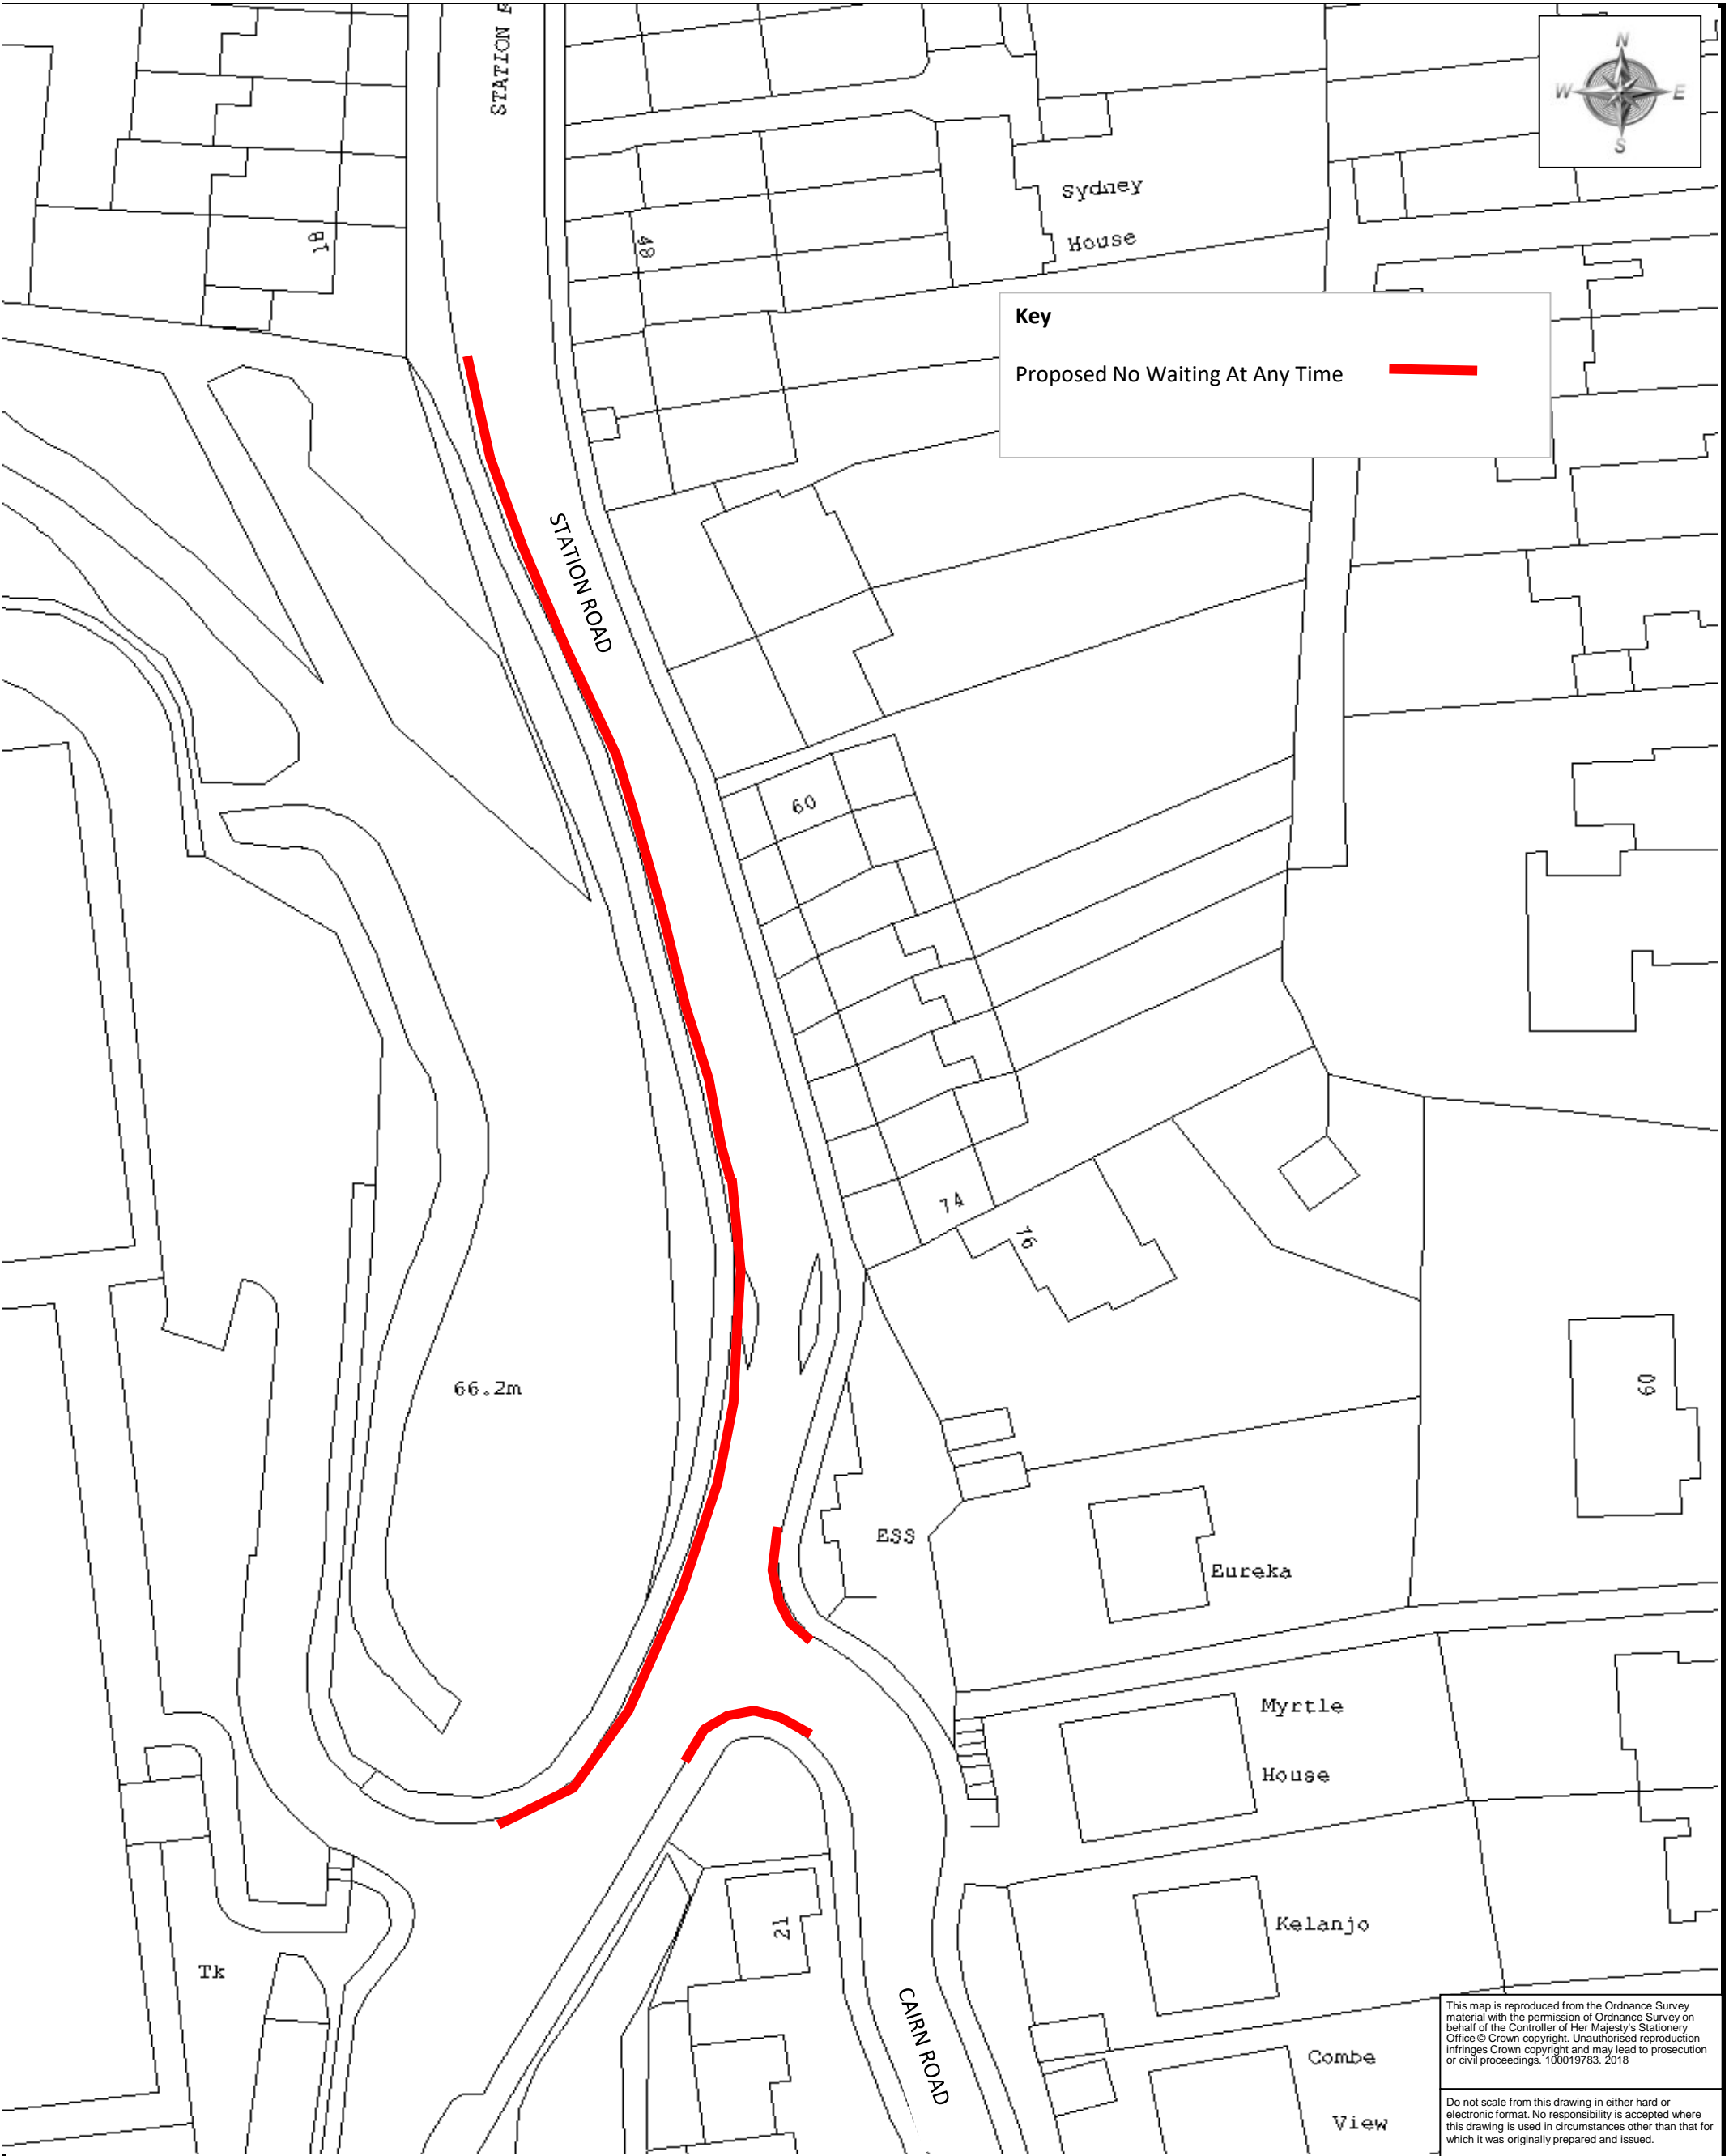 STATION
N
W E
S
Sydney
House
18
48
Key
Proposed No Waiting At Any Time
STATION ROAD
60
74
76
66.2m
60
ESS
Eureka
Myrtle
House
21
Kelanjo
Tk
CAIRN ROAD
Combe
View
This map is reproduced from the Ordnance Survey
material with the permission of Ordnance Survey on
behalf of the Controller of Her Majesty's Stationery
Office © Crown copyright. Unauthorised reproduction
infringes Crown copyright and may lead to prosecution
or civil proceedings. 100019783. 2018
Do not scale from this drawing in either hard or
electronic format. No responsibility is accepted where
this drawing is used in circumstances other than that for
which it was originally prepared and issued.